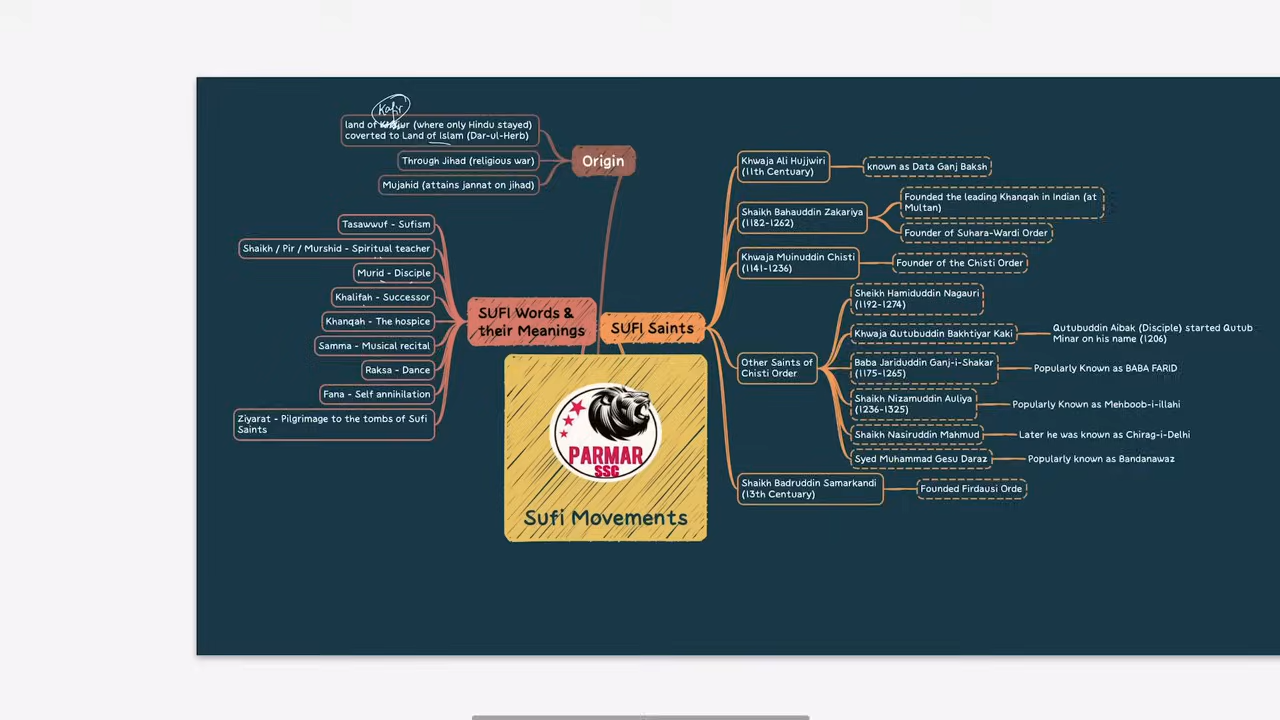 Kafir
land of (where only Hindu stayed)
coverted to Land of Islam (Dar-ul-Herb)
Through Jihad (religious war)
Mujahid (attains jannat on jihad)
Origin
Tasawwuf - Sufism
Shaikh / Pir / Murshid - Spiritual teacher
Murid - Disciple
Khalifah - Successor
Khanqah - The hospice
Samma - Musical recital
Raksa - Dance
Fana - Self annihilation
Ziyarat - Pilgrimage to the tombs of Sufi
Saints
SUFI Words &
their Meanings
SUFI Saints
PARMAR
SSC
Sufi Movements
Khwaja Ali Hujjwiri
(11th Centuary)
known as Data Ganj Baksh
Shaikh Bahauddin Zakariya
(1182-1262)
Founded the leading Khanqah in Indian (at
Multan)
Founder of Suhara-Wardi Order
Khwaja Muinuddin Chisti
(1141-1236)
Founder of the Chisti Order
Other Saints of
Chisti Order
Sheikh Hamiduddin Nagauri
(1192-1274)
Khwaja Qutubuddin Bakhtiyar Kaki
Qutubuddin Aibak (Disciple) started Qutub
Minar on his name (1206)
Baba Jariduddin Ganj-i-Shakar
(1175-1265)
Popularly Known as BABA FARID
Shaikh Nizamuddin Auliya
(1236-1325)
Popularly Known as Mehboob-i-illahi
Shaikh Nasiruddin Mahmud
Later he was known as Chirag-i-Delhi
Syed Muhammad Gesu Daraz
Popularly known as Bandanawaz
Shaikh Badruddin Samarkandi
(13th Centuary)
Founded Firdausi Orde